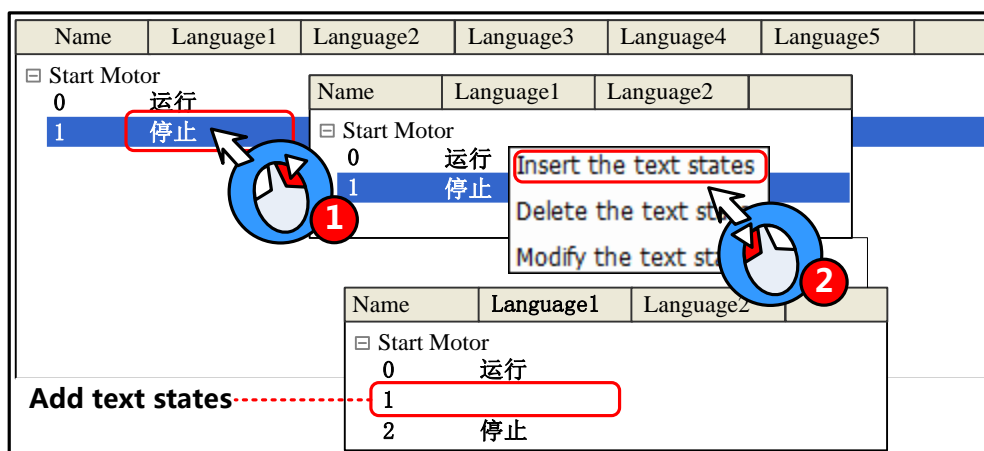 Name Language1 Language2 Language3 Language4 Language5
Start Motor
0 运行
1 停止
Name Language1 Language2
Start Motor
0 运行
1 停止
Insert the text states
Delete the text
Modify the text
1
2
Name Language1 Language2
Start Motor
0 运行
1
2 停止
Add text states